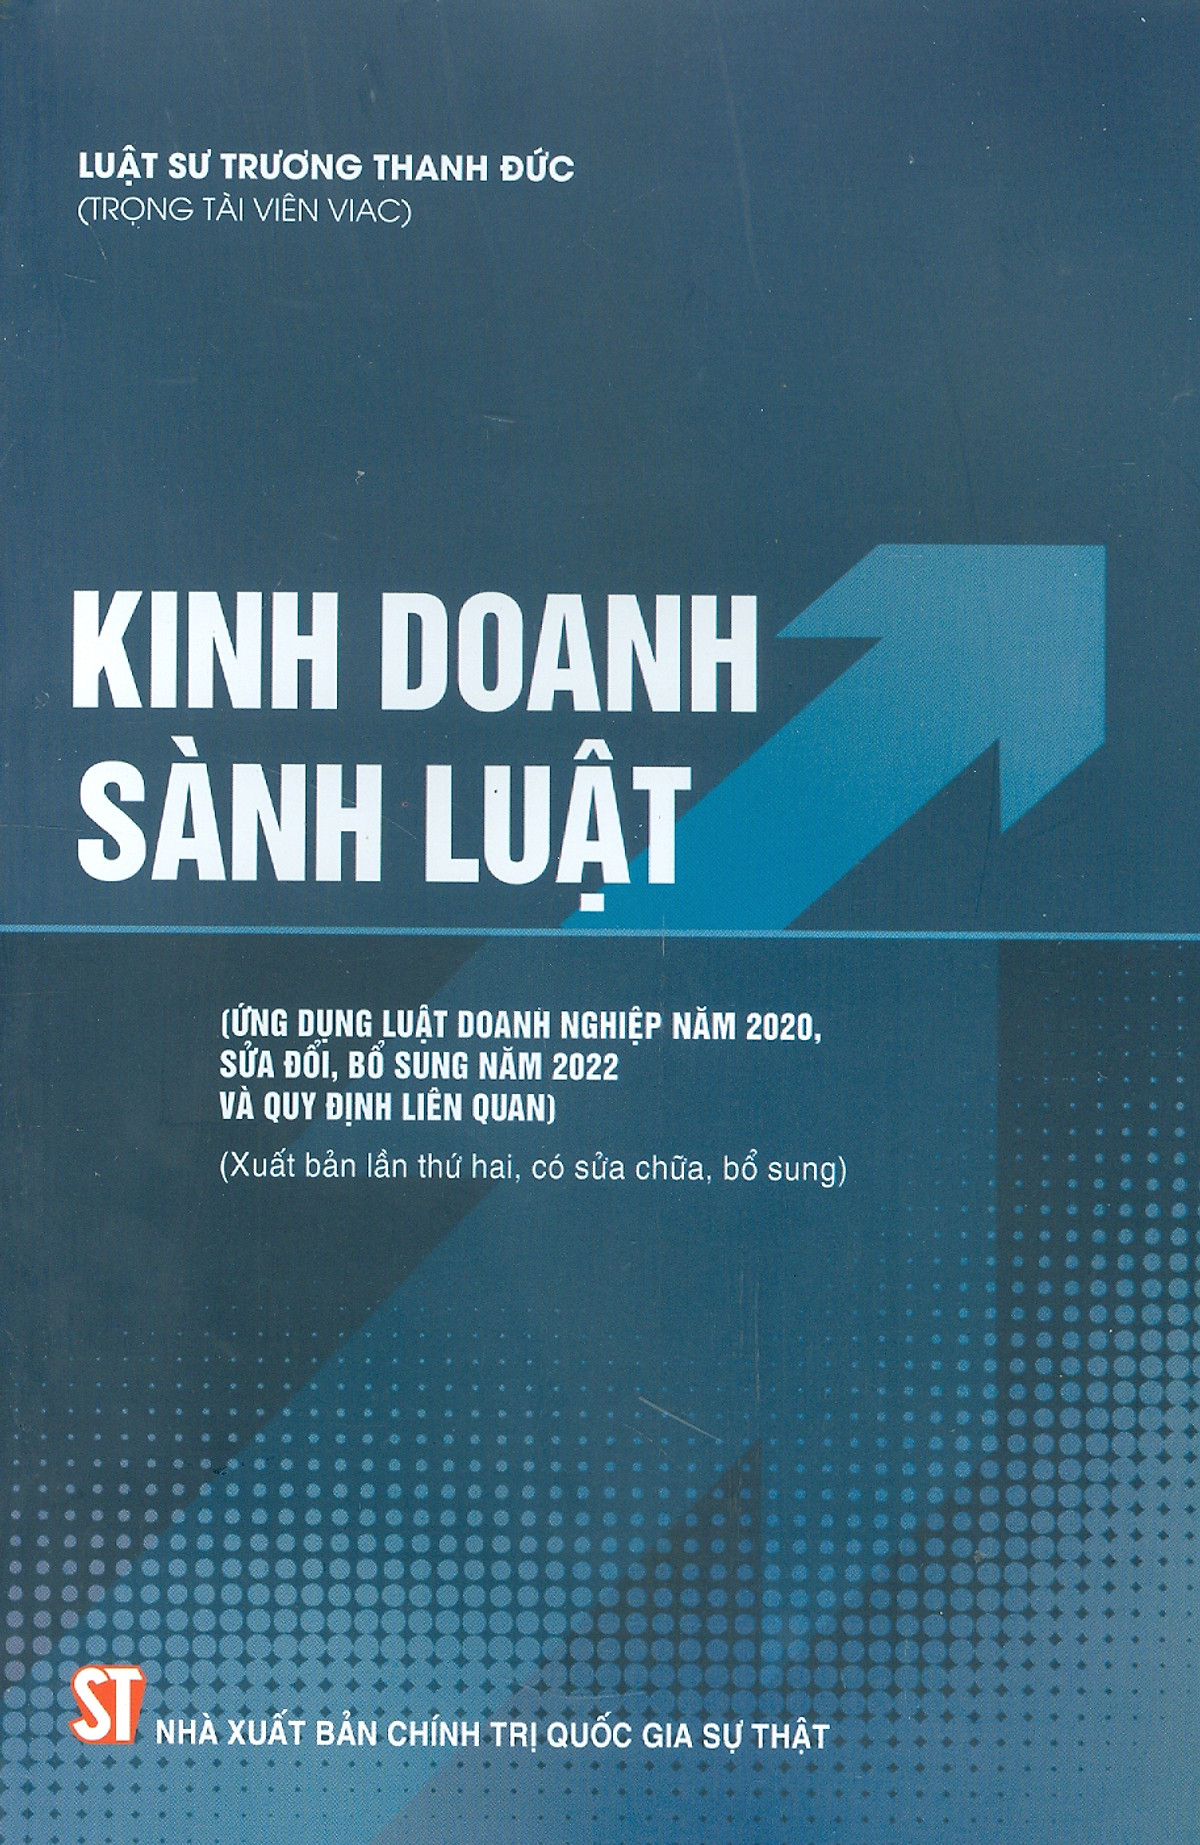 LUẬT SƯ TRƯƠNG THANH ĐỨC
(TRỌNG TÀI VIÊN VIAC)
KINH DOANH
SÀNH LUẬT
(ỨNG DỤNG LUẬT DOANH NGHIỆP NĂM 2020,
SỬA ĐỔI, BỔ SUNG NĂM 2022
VÀ QUY ĐỊNH LIÊN QUAN)
(Xuất bản lần thứ hai, có sửa chữa, bổ sung)
ST
NHÀ XUẤT BẢN CHÍNH TRỊ QUỐC GIA SỰ THẬT